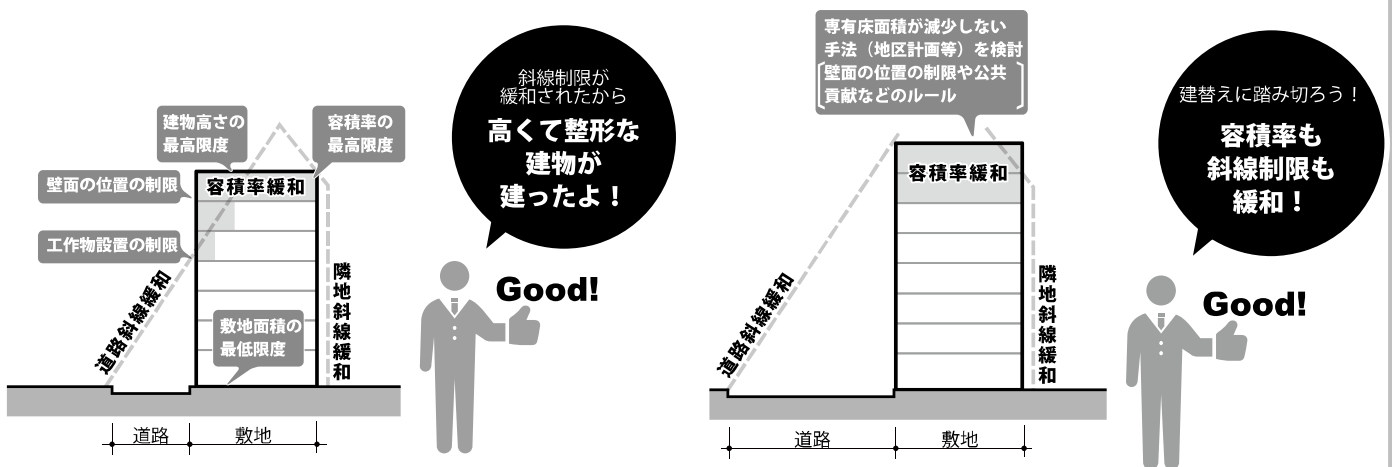 斜線制限が
緩和されたから
高くて整形な
建物が
建ったよ！
建物高さの
最高限度
容積率の
最高限度
壁面の位置の制限
容積率緩和
工作物設置の制限
道路斜線緩和
隣地斜線緩和
敷地面積の
最低限度
Good!
道路
敷地
専有床面積が減少しない
手法（地区計画等）を検討
[壁面の位置の制限や公共
貢献などのルール]
建替えに踏み切ろう！
容積率も
斜線制限も
緩和！
容積率緩和
道路斜線緩和
隣地斜線緩和
Good!
道路
敷地